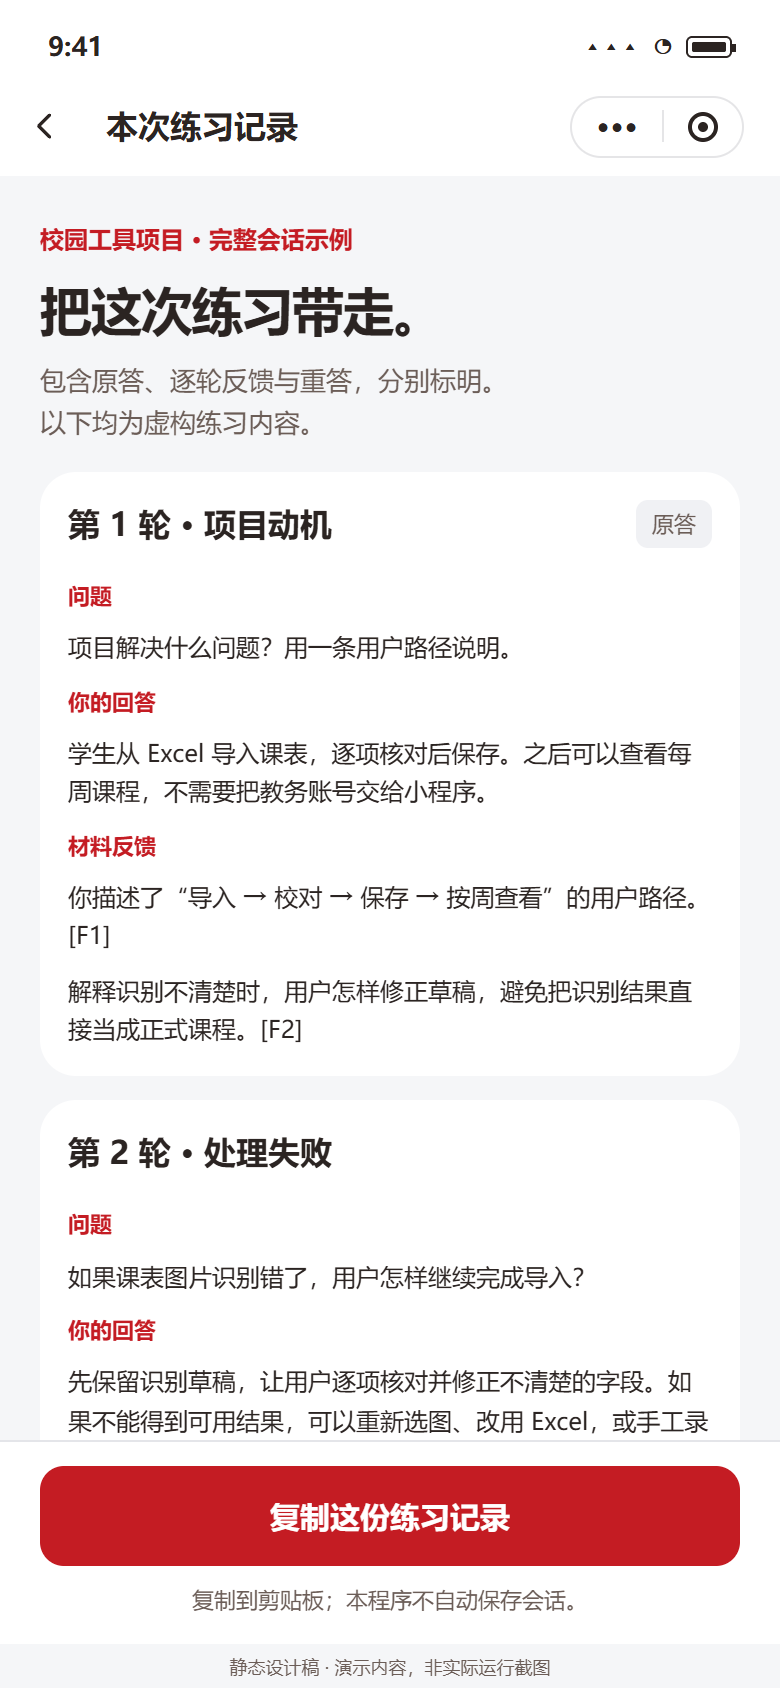 9:41
本次练习记录
校园工具项目·完整会话示例
把这次练习带走。
包含原答、逐轮反馈与重答，分别标明。
以下均为虚构练习内容。
第 1 轮·项目动机
原答
问题
项目解决什么问题？用一条用户路径说明。
你的回答
学生从 Excel 导入课表，逐项核对后保存。之后可以查看每
周课程，不需要把教务账号交给小程序。
材料反馈
你描述了“导入 → 校对 → 保存 → 按周查看”的用户路径。
[F1]
解释识别不清楚时，用户怎样修正草稿，避免把识别结果直
接当成正式课程。[F2]
第 2 轮·处理失败
问题
如果课表图片识别错了，用户怎样继续完成导入？
你的回答
先保留识别草稿，让用户逐项核对并修正不清楚的字段。如
果不能得到可用结果，可以重新选图、改用 Excel，或手工录
复制这份练习记录
复制到剪贴板；本程序不自动保存会话。
静态设计稿·演示内容，非实际运行截图